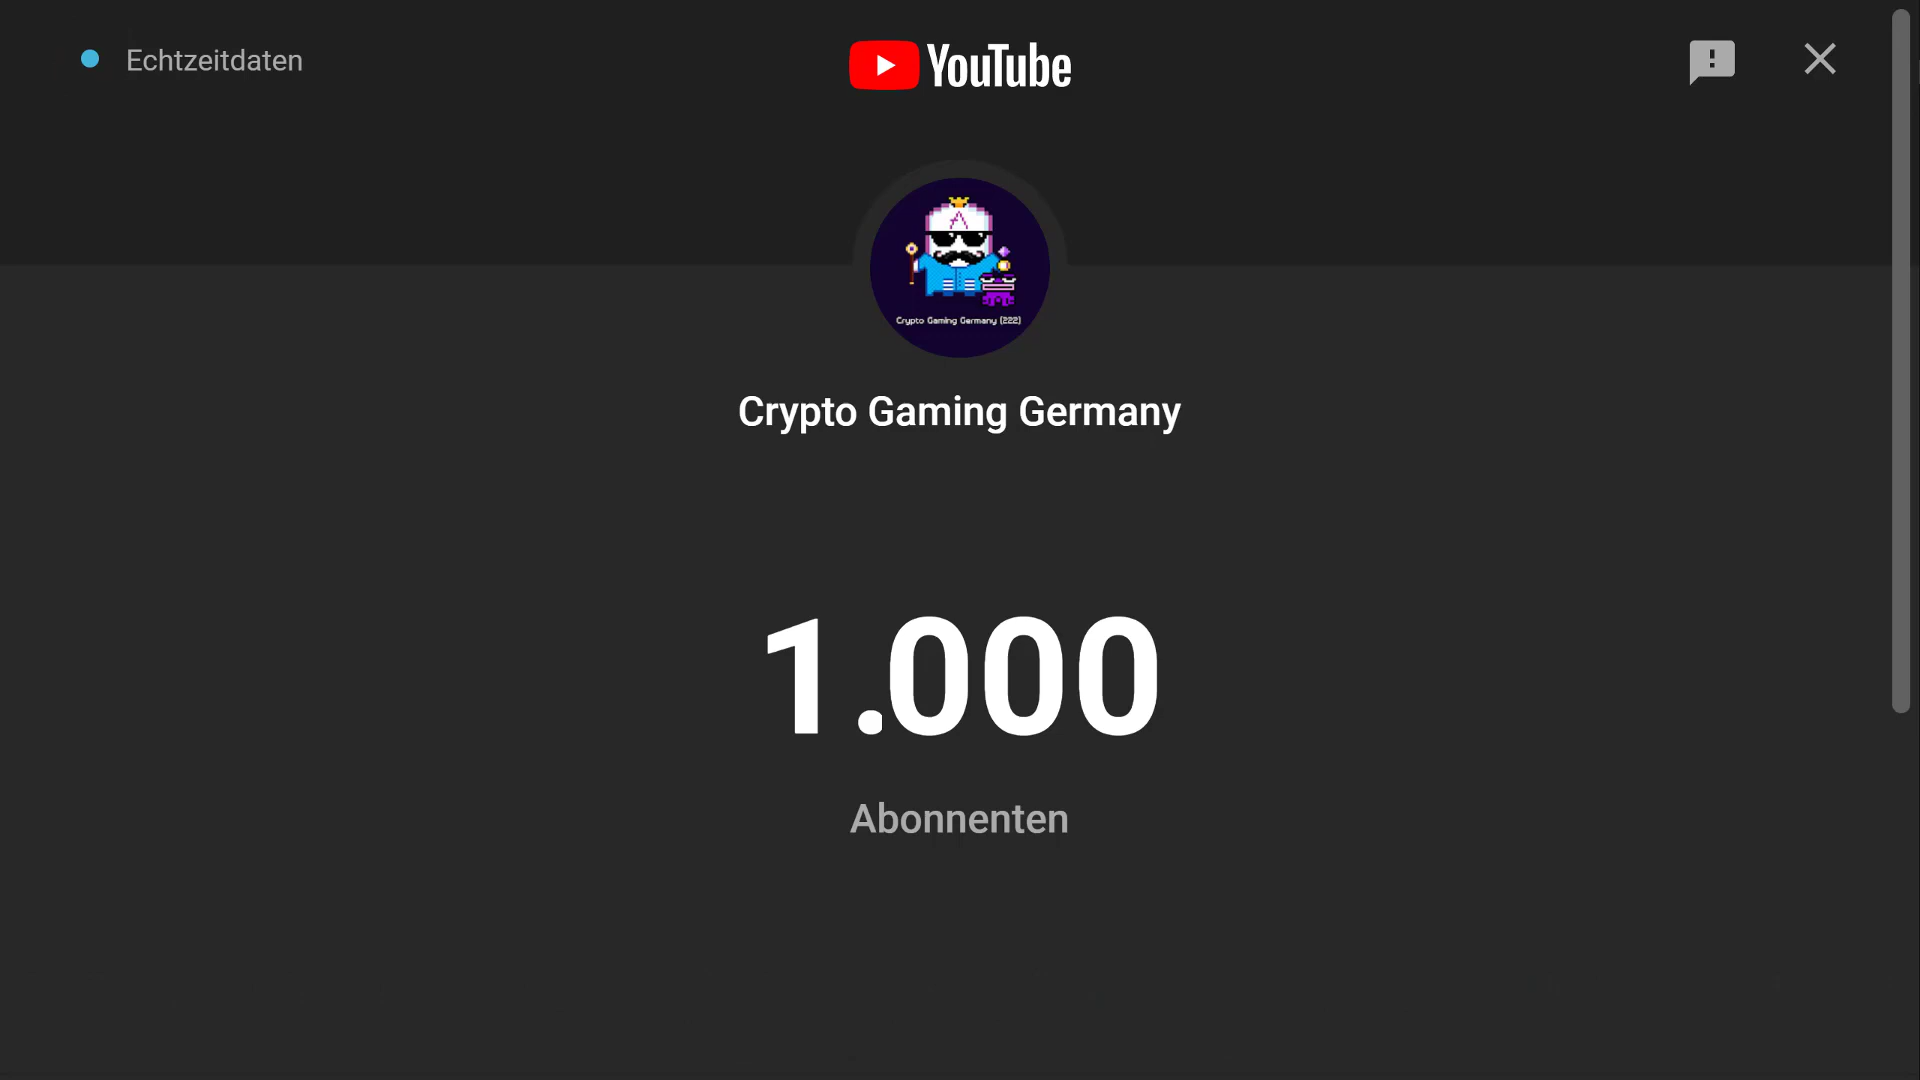 Echtzeitdaten
YouTube
Crypto Gaming Germany (222)
Crypto Gaming Germany
1.000
Abonnenten